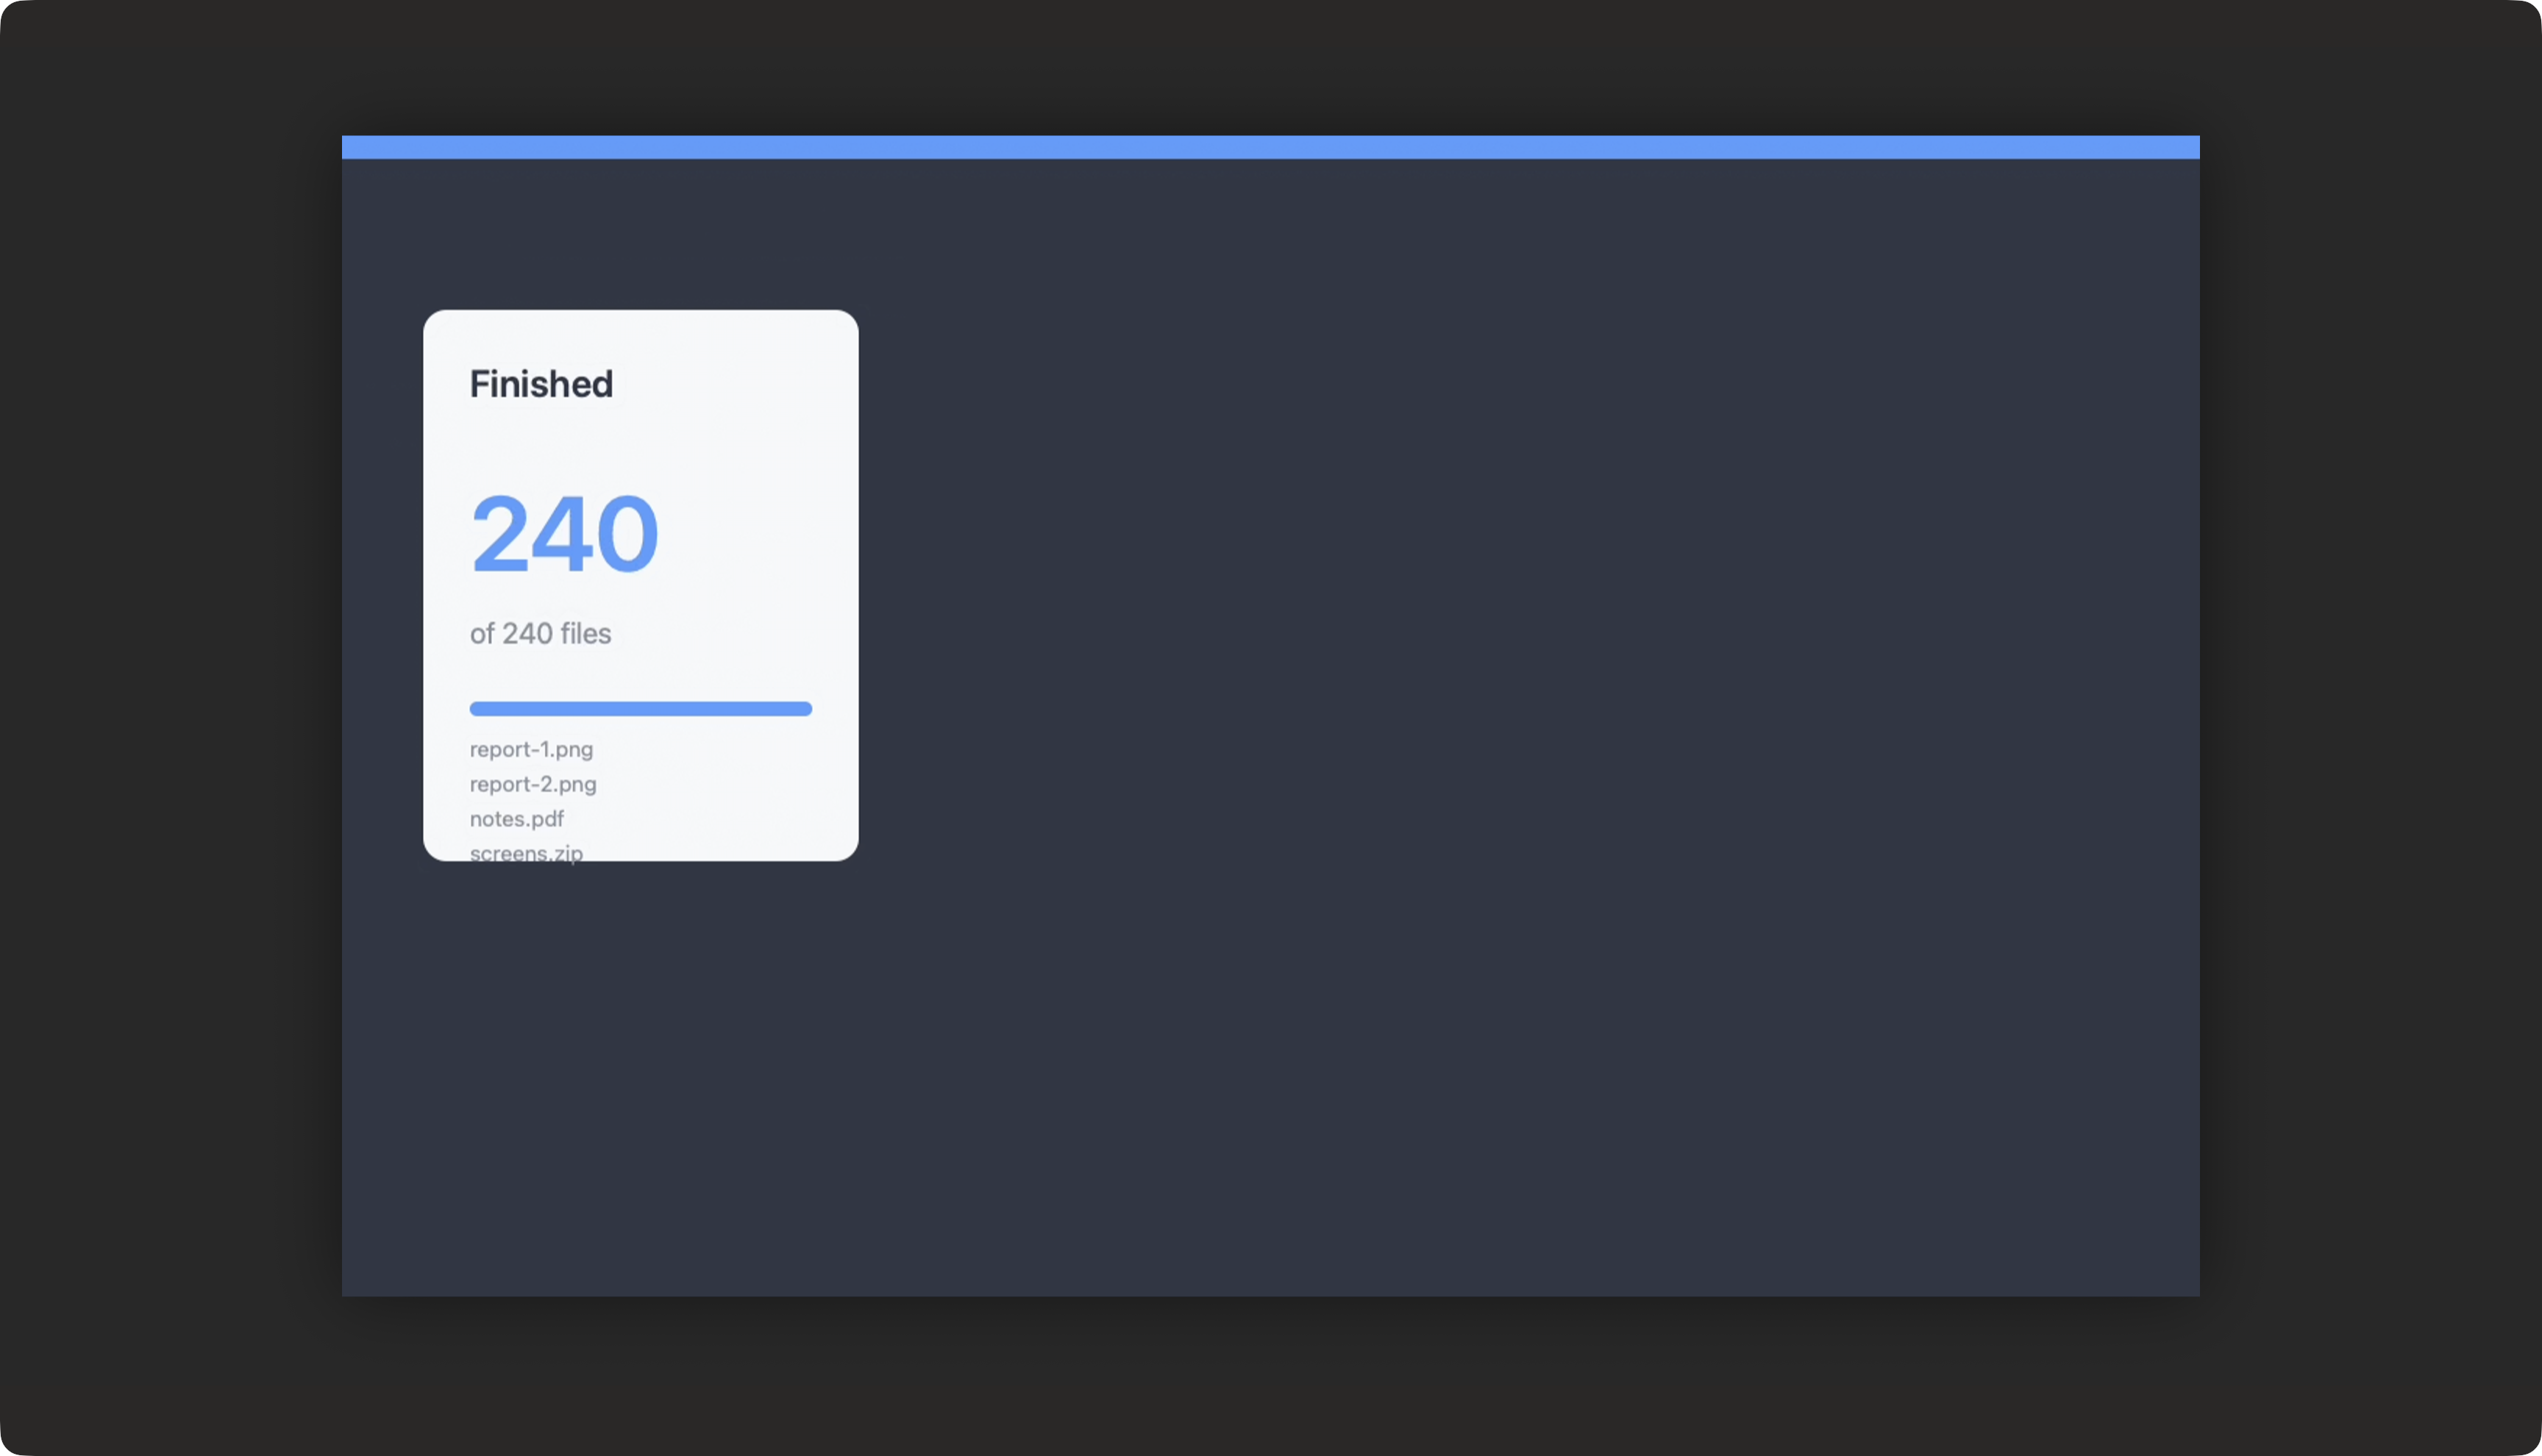 Finished
240
of 240 files
report-1.png
report-2.png
notes.pdf
screens.zip